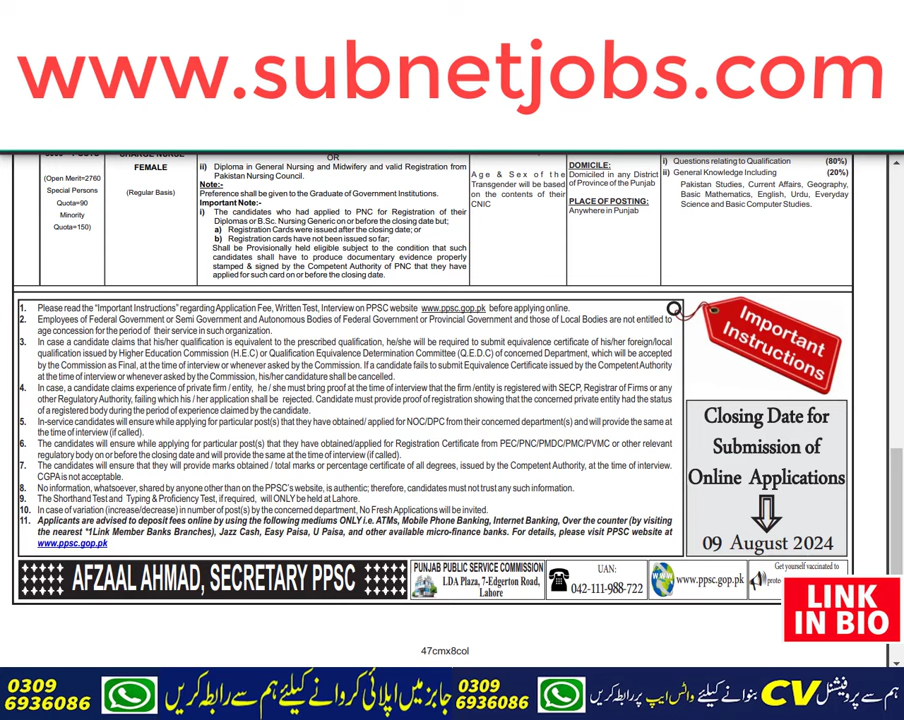 www.subnetjobs.com
FEMALE
(Open Merit=2760
Special Persons
Quota=90
Minority
Quota=150)
(Regular Basis)
OR
ii) Diploma in General Nursing and Midwifery and valid Registration from
Pakistan Nursing Council.
Note:-
Preference shall be given to the Graduate of Government Institutions.
Important Note:-
i) The candidates who had applied to PNC for Registration of their
Diplomas or B.Sc. Nursing Generic on or before the closing date but;
a) Registration Cards were issued after the closing date; or
b) Registration cards have not been issued so far;
Shall be Provisionally held eligible subject to the condition that such
candidates shall have to produce documentary evidence properly
stamped & signed by the Competent Authority of PNC that they have
applied for such card on or before the closing date.
Age & Sex of the
Transgender will be based
on the contents of their
CNIC
DOMICILE:
Domiciled in any District
of Province of the Punjab
PLACE OF POSTING:
Anywhere in Punjab
i) Questions relating to Qualification (80%)
ii) General Knowledge Including (20%)
Pakistan Studies, Current Affairs, Geography,
Basic Mathematics, English, Urdu, Everyday
Science and Basic Computer Studies.
1. Please read the "Important Instructions" regarding Application Fee, Written Test, Interview on PPSC website www.ppsc.gop.pk before applying online.
2. Employees of Federal Government or Semi Government and Autonomous Bodies of Federal Government or Provincial Government and those of Local Bodies are not entitled to
age concession for the period of their service in such organization.
3. In case a candidate claims that his/her qualification is equivalent to the prescribed qualification, he/she will be required to submit equivalence certificate of his/her foreign/local
qualification issued by Higher Education Commission (H.E.C) or Qualification Equivalence Determination Committee (Q.E.D.C) of concerned Department, which will be accepted
by the Commission as Final, at the time of interview or whenever asked by the Commission. If a candidate fails to submit Equivalence Certificate issued by the Competent Authority
at the time of interview or whenever asked by the Commission, his/her candidature shall be cancelled.
4. In case, a candidate claims experience of private firm / entity, he / she must bring proof at the time of interview that the firm /entity is registered with SECP, Registrar of Firms or any
other Regulatory Authority, failing which his / her application shall be rejected. Candidate must provide proof of registration showing that the concerned private entity had the status
of a registered body during the period of experience claimed by the candidate.
5. In-service candidates will ensure while applying for particular post(s) that they have obtained/ applied for NOC/DPC from their concerned department(s) and will provide the same at
the time of interview (if called).
6. The candidates will ensure while applying for particular post(s) that they have obtained/applied for Registration Certificate from PEC/PNC/PMDC/PMC/PVMC or other relevant
regulatory body on or before the closing date and will provide the same at the time of interview (if called).
7. The candidates will ensure that they will provide marks obtained / total marks or percentage certificate of all degrees, issued by the Competent Authority, at the time of interview.
CGPA is not acceptable.
8. No information, whatsoever, shared by anyone other than on the PPSC's website, is authentic; therefore, candidates must not trust any such information.
9. The Shorthand Test and Typing & Proficiency Test, if required, will ONLY be held at Lahore.
10. In case of variation (increase/decrease) in number of post(s) by the concerned department, No Fresh Applications will be invited.
11. Applicants are advised to deposit fees online by using the following mediums ONLY i.e. ATMs, Mobile Phone Banking, Internet Banking, Over the counter (by visiting
the nearest *1Link Member Banks Branches), Jazz Cash, Easy Paisa, U Paisa, and other available micro-finance banks. For details, please visit PPSC website at
www.ppsc.gop.pk
Important
Instructions
Closing Date for
Submission of
Online Applications
09 August 2024
AFZAAL AHMAD, SECRETARY PPSC
PUNJAB PUBLIC SERVICE COMMISSION
LDA Plaza, 7-Edgerton Road,
Lahore
UAN:
042-111-988-722
www.ppsc.gop.pk
Get yourself vaccinated to
LINK
IN BIO
47cmx8col
0309
6936086
جابز میں اپلائی کروانے کیلئے ہم سے رابطہ کریں
0309
6936086
ہم سے پروفیشنل CV بنوانے کیلئے واٹس ایپ پر رابطہ کریں